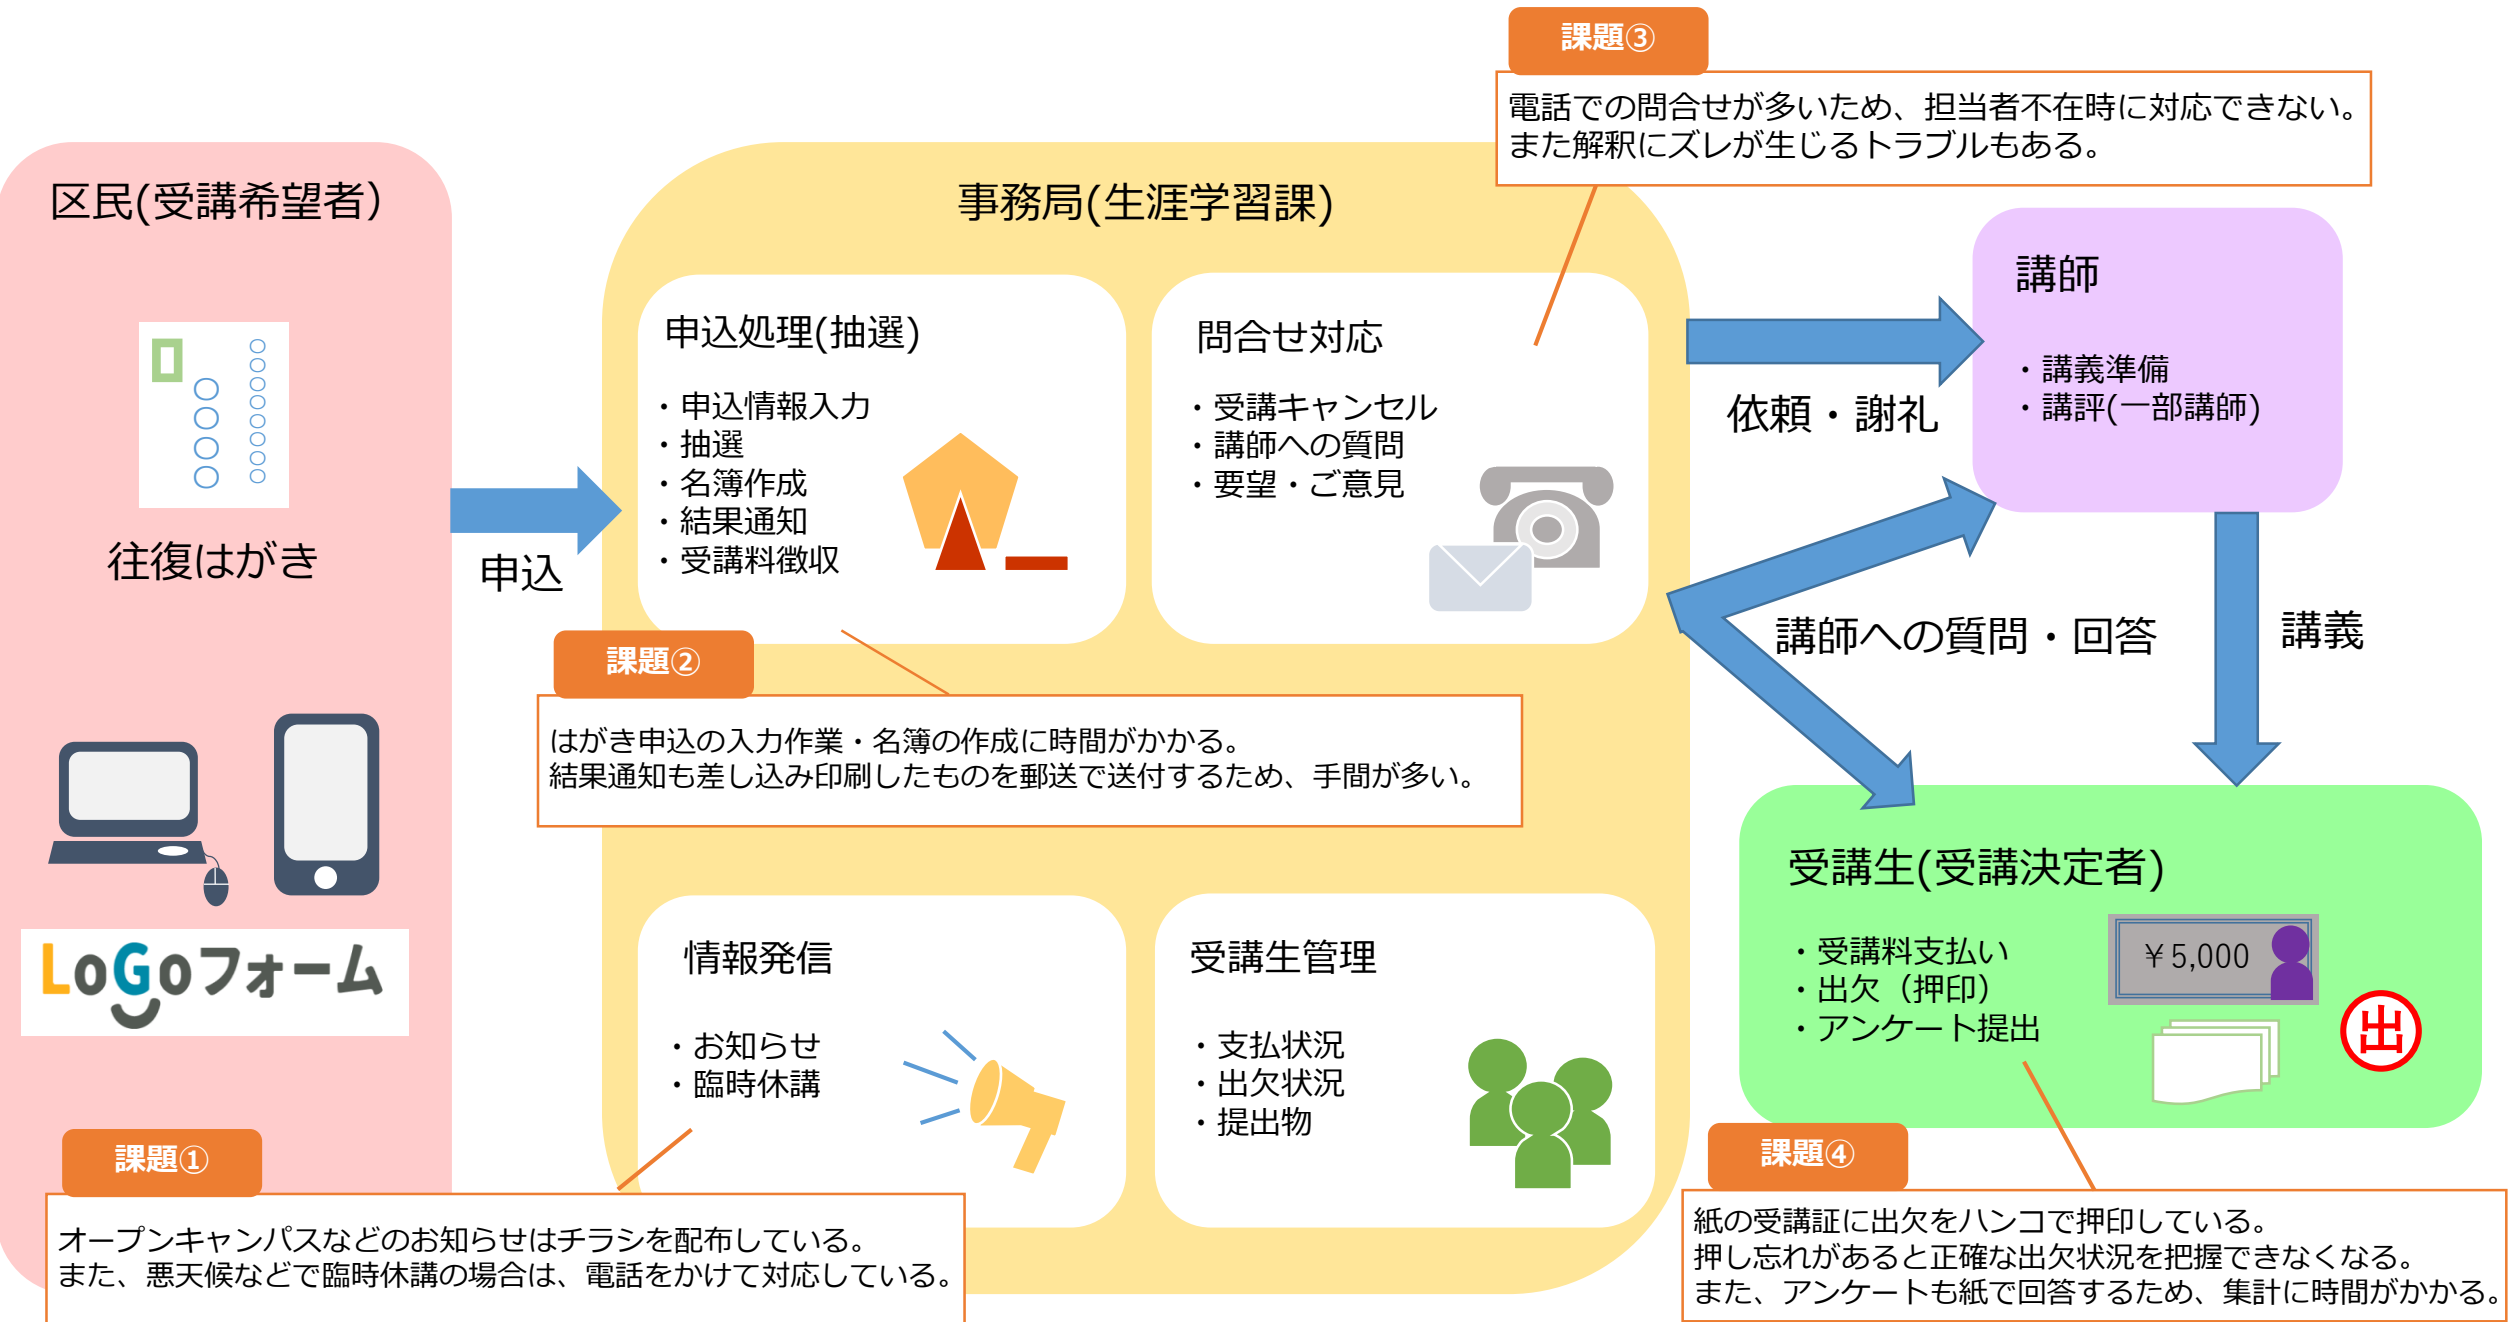 課題③
電話での問合せが多いため、担当者不在時に対応できない。
また解釈にズレが生じるトラブルもある。
区民(受講希望者）
〇〇〇〇〇〇〇〇
〇〇〇〇
往復はがき
LoGoフォーム
申込
事務局(生涯学習課)
申込処理(抽選)
・申込情報入力
・抽選
・名簿作成
・結果通知
・受講料徴収
問合せ対応
・受講キャンセル
・講師への質問
・要望・ご意見
課題②
はがき申込の入力作業・名簿の作成に時間がかかる。
結果通知も差し込み印刷したものを郵送で送付するため、手間が多い。
情報発信
・お知らせ
・臨時休講
受講生管理
・支払状況
・出欠状況
・提出物
課題①
オープンキャンパスなどのお知らせはチラシを配布している。
また、悪天候などで臨時休講の場合は、電話をかけて対応している。
依頼・謝礼
講師
・講義準備
・講評(一部講師)
講師への質問・回答
講義
受講生(受講決定者)
・受講料支払い
・出欠（押印）
・アンケート提出
￥5,000
出
課題④
紙の受講証に出欠をハンコで押印している。
押し忘れがあると正確な出欠状況を把握できなくなる。
また、アンケートも紙で回答するため、集計に時間がかかる。